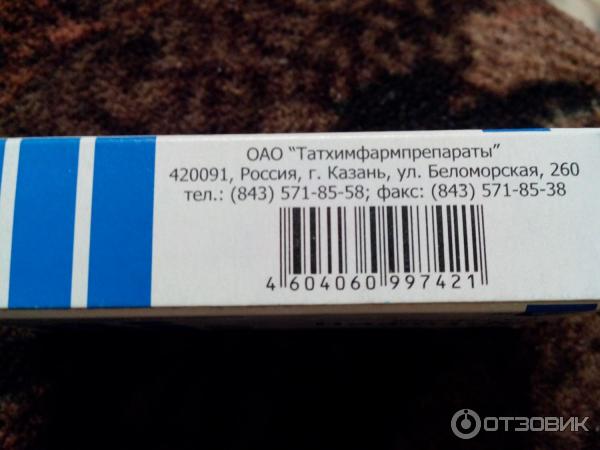 ОАО "Татхимфармпрепараты"
420091, Россия, г. Казань, ул. Беломорская, 260
тел.: (843) 571-85-58; факс: (843) 571-85-38
4 604060 997421
ОТЗОВИК